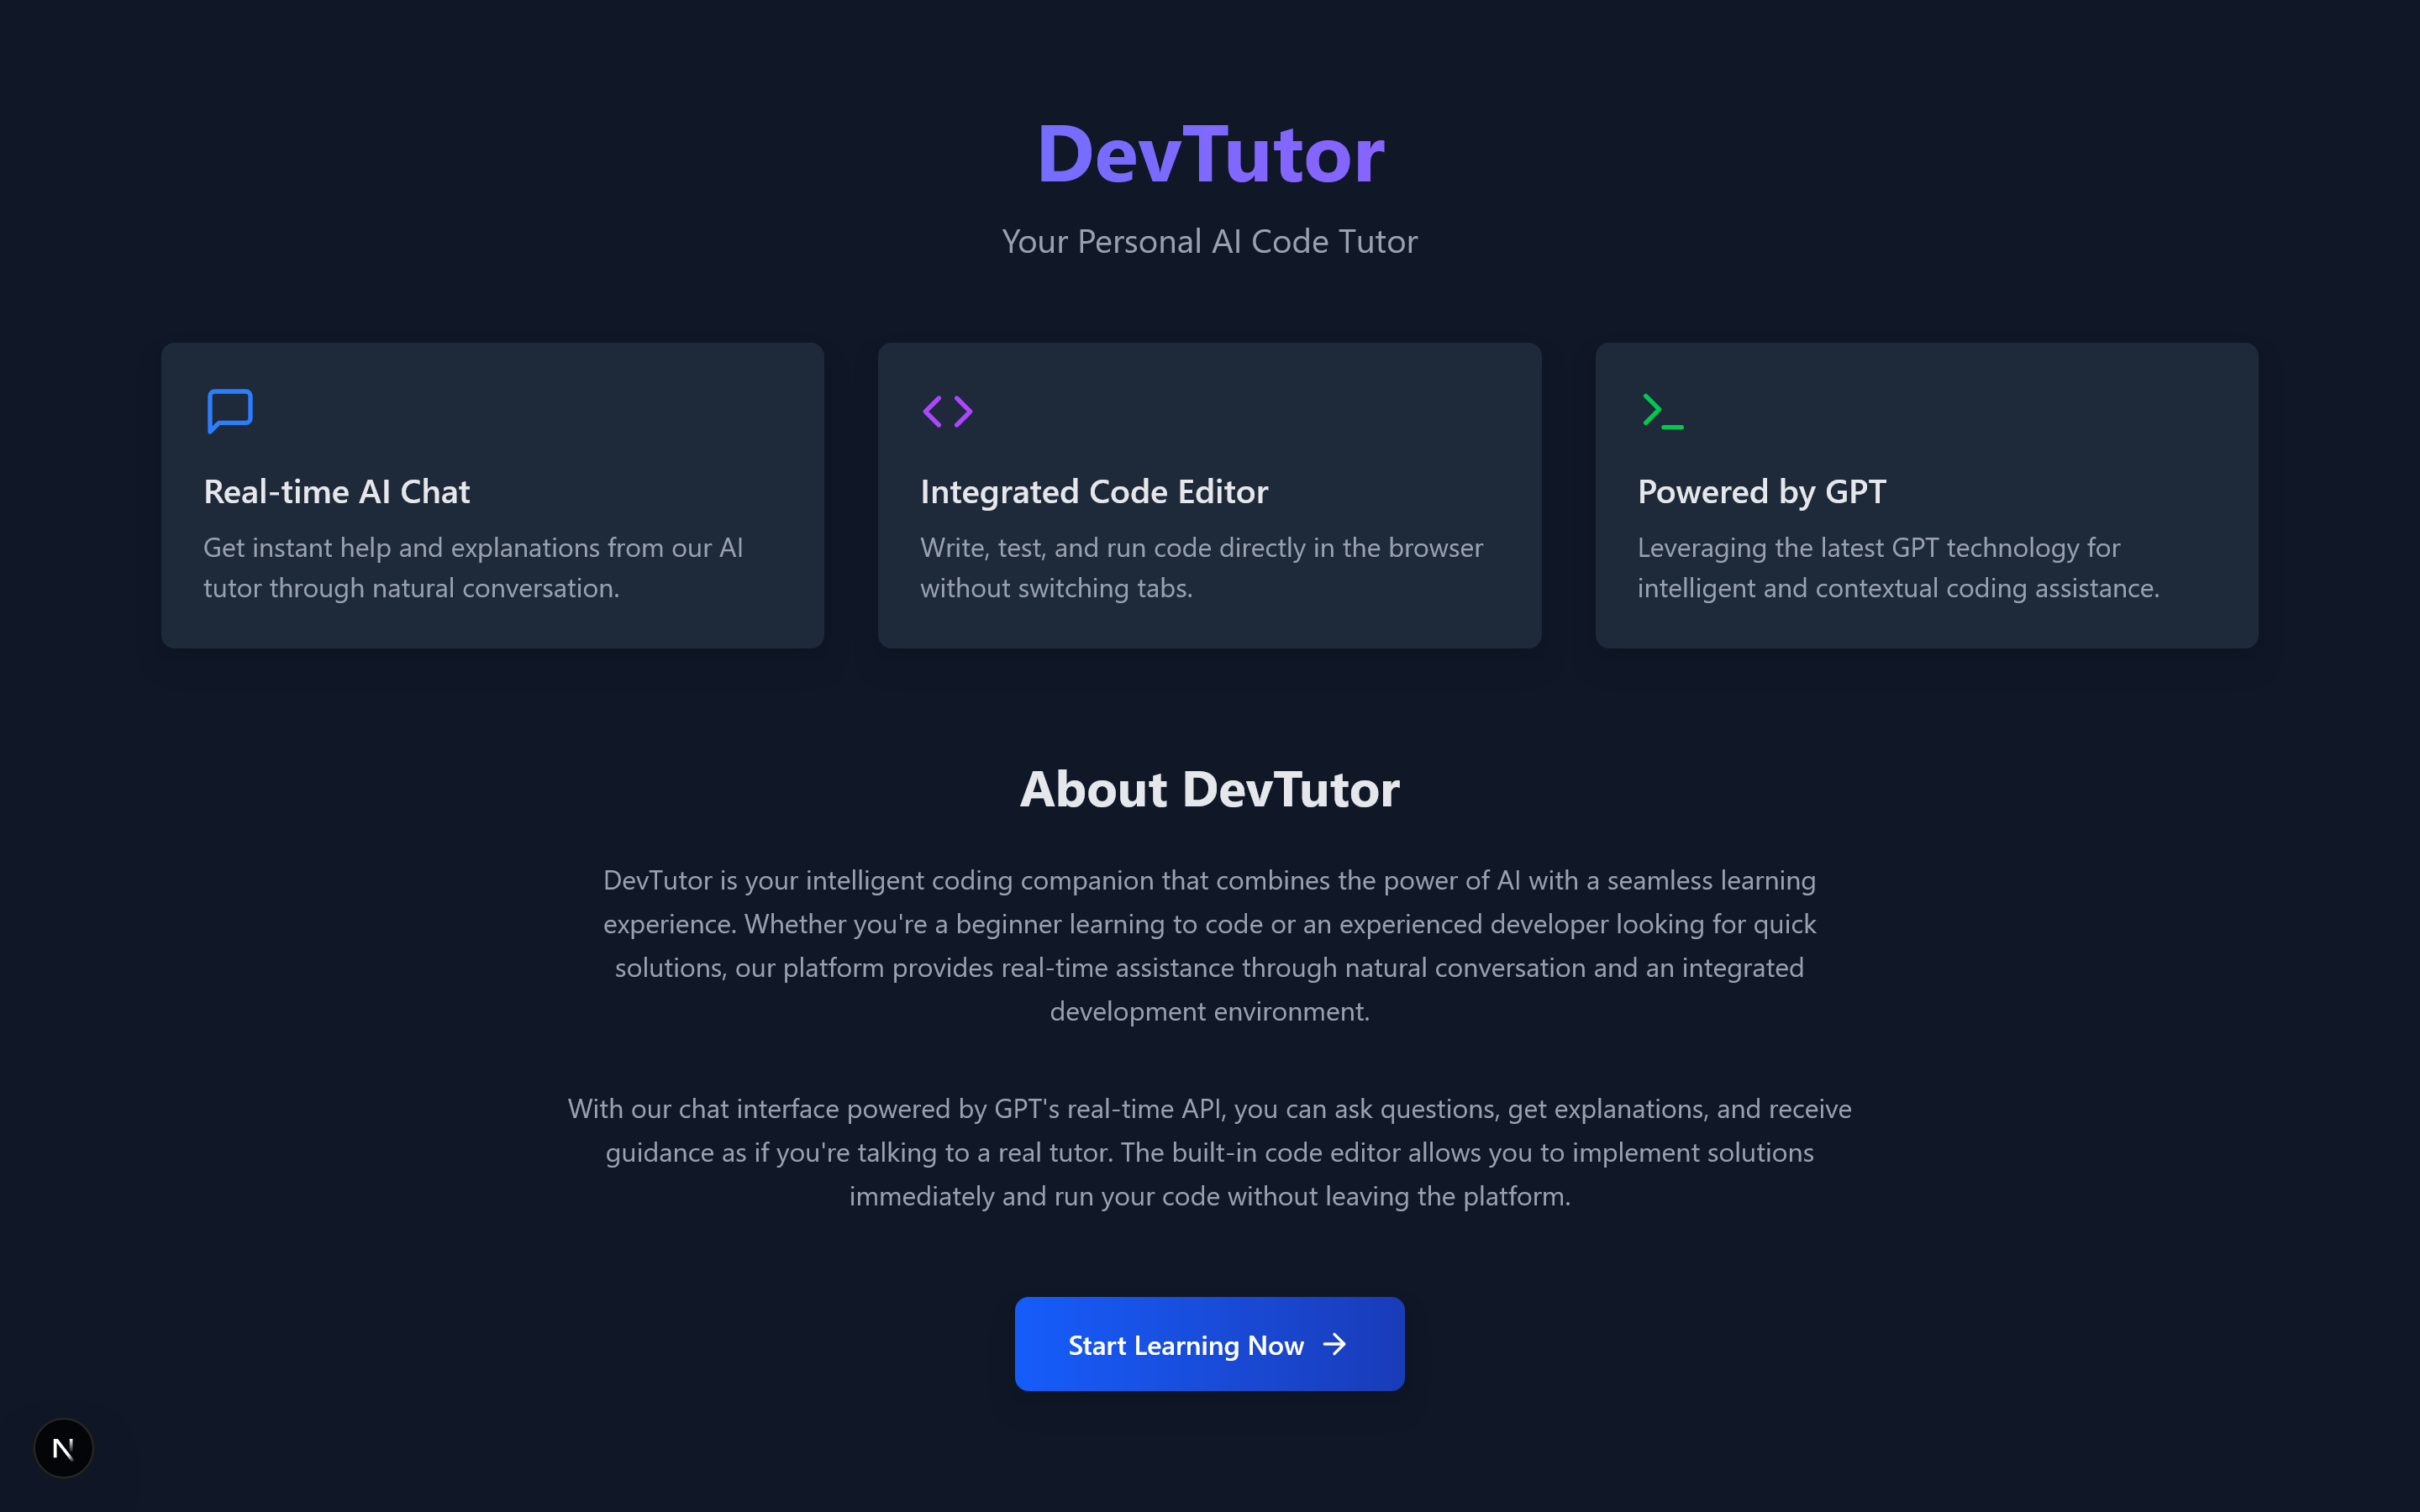 DevTutor
Your Personal AI Code Tutor
Real-time AI Chat
Get instant help and explanations from our AI
tutor through natural conversation.
Integrated Code Editor
Write, test, and run code directly in the browser
without switching tabs.
Powered by GPT
Leveraging the latest GPT technology for
intelligent and contextual coding assistance.
About DevTutor
DevTutor is your intelligent coding companion that combines the power of AI with a seamless learning
experience. Whether you're a beginner learning to code or an experienced developer looking for quick
solutions, our platform provides real-time assistance through natural conversation and an integrated
development environment.
With our chat interface powered by GPT's real-time API, you can ask questions, get explanations, and receive
guidance as if you're talking to a real tutor. The built-in code editor allows you to implement solutions
immediately and run your code without leaving the platform.
Start Learning Now
N